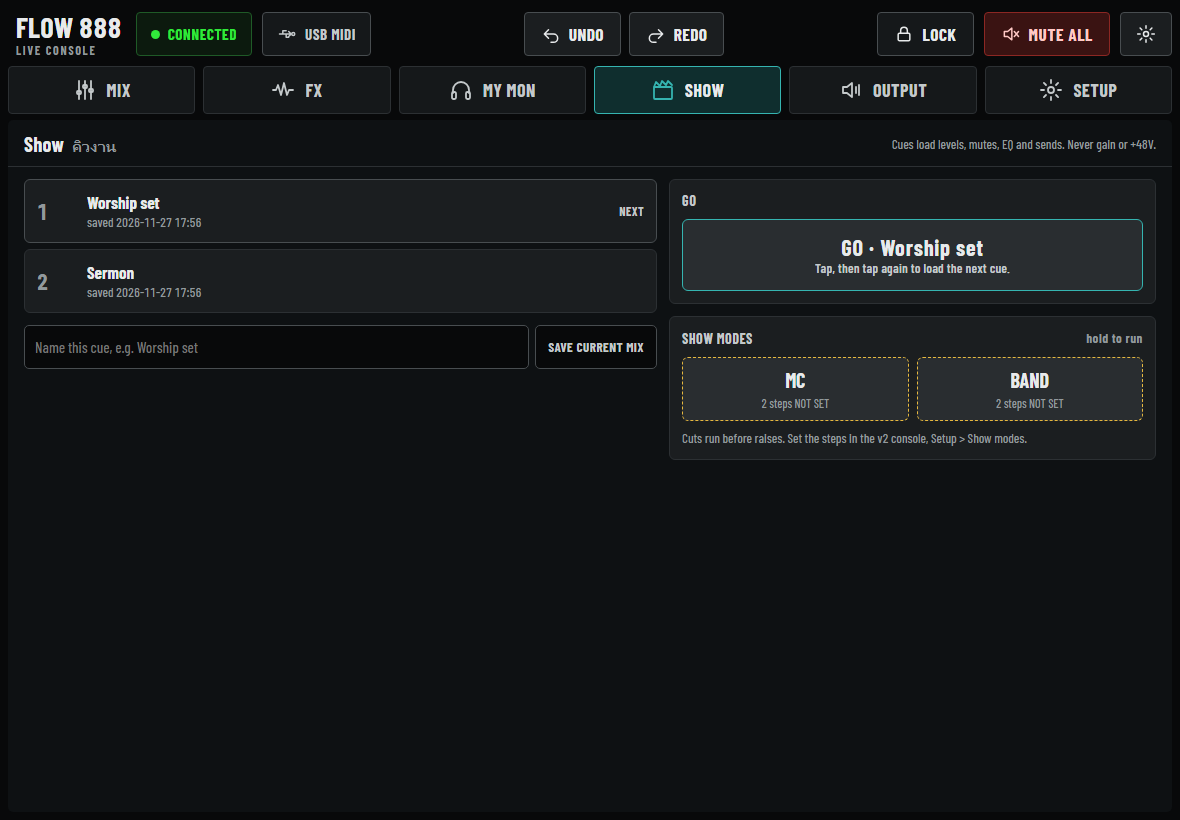 FLOW 888
LIVE CONSOLE
CONNECTED
USB MIDI
UNDO
REDO
LOCK
MUTE ALL
MIX
FX
MY MON
SHOW
OUTPUT
SETUP
Show คิวงาน
Cues load levels, mutes, EQ and sends. Never gain or +48V.
1
Worship set
saved 2026-11-27 17:56
NEXT
2
Sermon
saved 2026-11-27 17:56
Name this cue, e.g. Worship set
SAVE CURRENT MIX
GO
GO · Worship set
Tap, then tap again to load the next cue.
SHOW MODES
hold to run
MC
2 steps NOT SET
BAND
2 steps NOT SET
Cuts run before raises. Set the steps in the v2 console, Setup > Show modes.